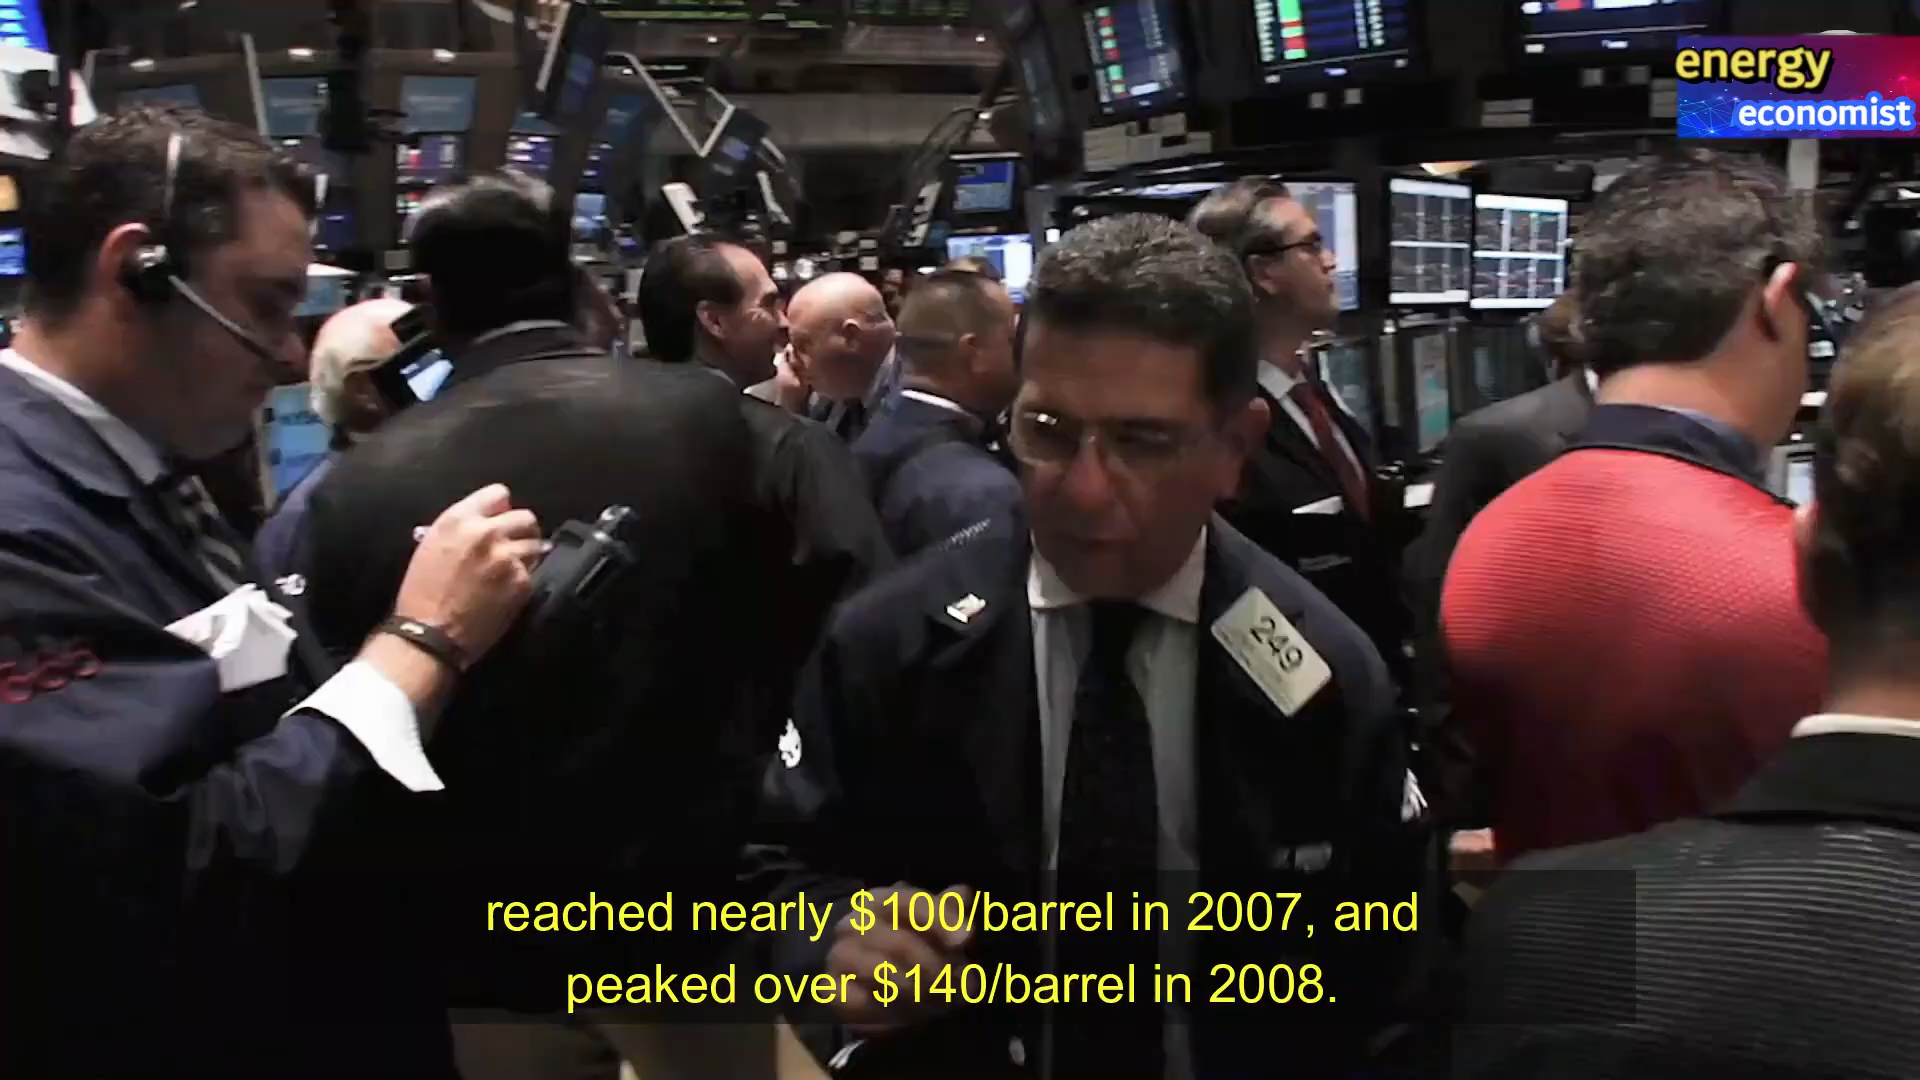 energy
economist
249
reached nearly $100/barrel in 2007, and
peaked over $140/barrel in 2008.